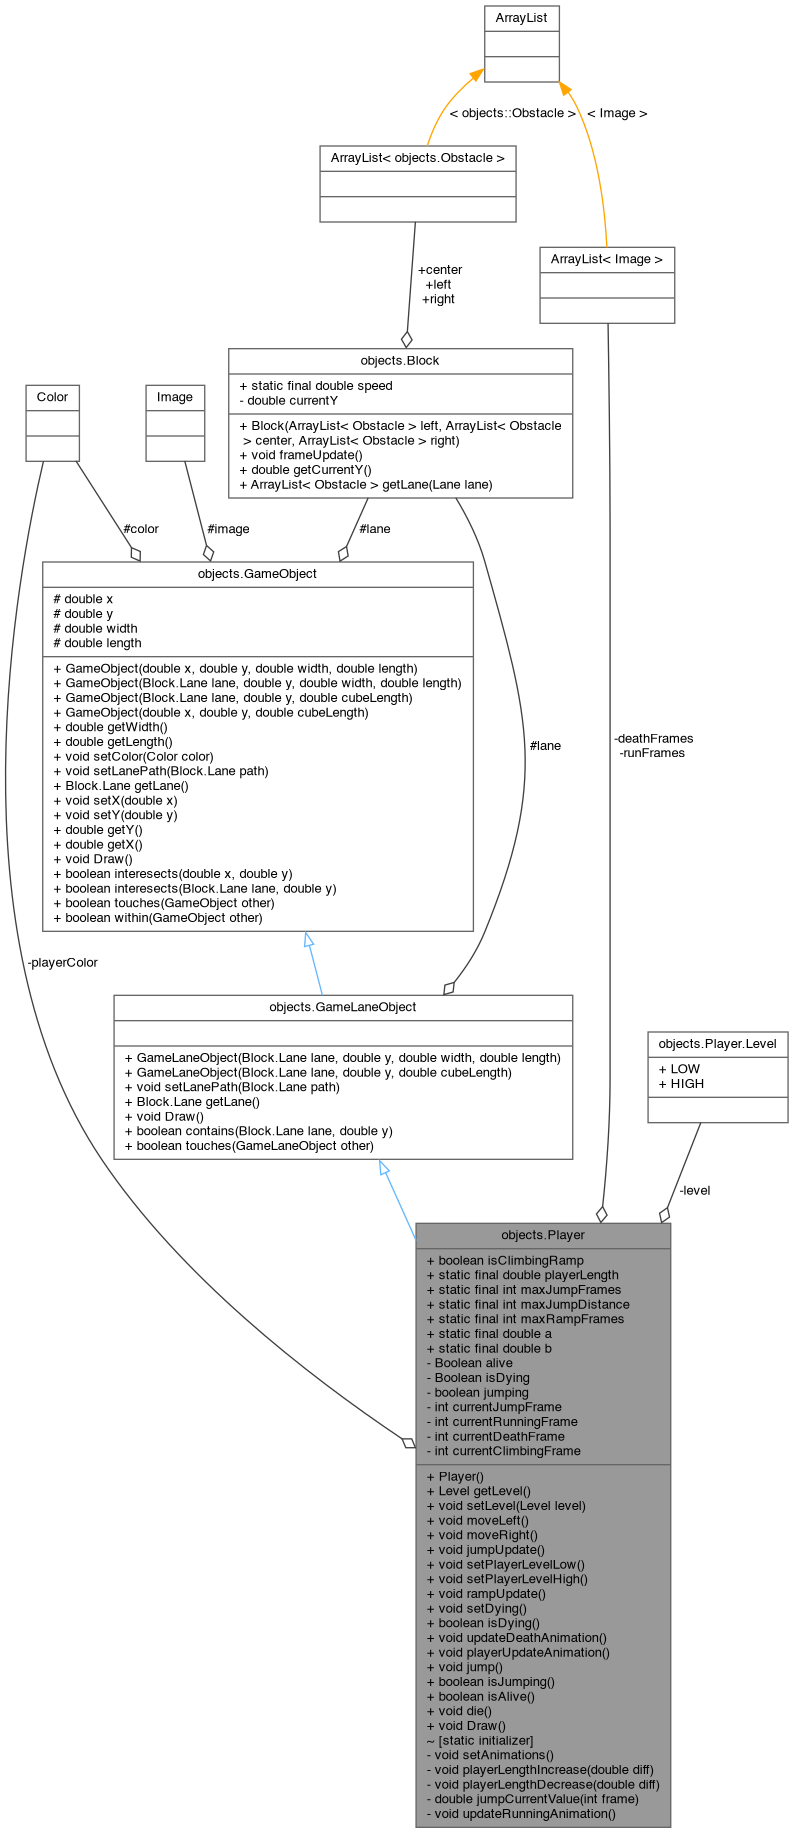 ArrayList
< objects::Obstacle >
< Image >
ArrayList< objects.Obstacle >
ArrayList< Image >
+center
+left
+right
objects.Block
+ static final double speed
- double currentY
+ Block(ArrayList< Obstacle > left, ArrayList< Obstacle
> center, ArrayList< Obstacle > right)
+ void frameUpdate()
+ double getCurrentY()
+ ArrayList< Obstacle > getLane(Lane lane)
Color
Image
#color
#image
#lane
objects.GameObject
# double x
# double y
# double width
# double length
+ GameObject(double x, double y, double width, double length)
+ GameObject(Block.Lane lane, double y, double width, double length)
+ GameObject(Block.Lane lane, double y, double cubeLength)
+ GameObject(double x, double y, double cubeLength)
+ double getWidth()
+ double getLength()
+ void setColor(Color color)
+ void setLanePath(Block.Lane path)
+ Block.Lane getLane()
+ void setX(double x)
+ void setY(double y)
+ double getY()
+ double getX()
+ void Draw()
+ boolean interesects(double x, double y)
+ boolean interesects(Block.Lane lane, double y)
+ boolean touches(GameObject other)
+ boolean within(GameObject other)
#lane
-deathFrames
-runFrames
-playerColor
objects.GameLaneObject
+ GameLaneObject(Block.Lane lane, double y, double width, double length)
+ GameLaneObject(Block.Lane lane, double y, double cubeLength)
+ void setLanePath(Block.Lane path)
+ Block.Lane getLane()
+ void Draw()
+ boolean contains(Block.Lane lane, double y)
+ boolean touches(GameLaneObject other)
objects.Player.Level
+ LOW
+ HIGH
-level
objects.Player
+ boolean isClimbingRamp
+ static final double playerLength
+ static final int maxJumpFrames
+ static final int maxJumpDistance
+ static final int maxRampFrames
+ static final double a
+ static final double b
- Boolean alive
- Boolean isDying
- boolean jumping
- int currentJumpFrame
- int currentRunningFrame
- int currentDeathFrame
- int currentClimbingFrame
+ Player()
+ Level getLevel()
+ void setLevel(Level level)
+ void moveLeft()
+ void moveRight()
+ void jumpUpdate()
+ void setPlayerLevelLow()
+ void setPlayerLevelHigh()
+ void rampUpdate()
+ void setDying()
+ boolean isDying()
+ void updateDeathAnimation()
+ void playerUpdateAnimation()
+ void jump()
+ boolean isJumping()
+ boolean isAlive()
+ void die()
+ void Draw()
~ [static initializer]
- void setAnimations()
- void playerLengthIncrease(double diff)
- void playerLengthDecrease(double diff)
- double jumpCurrentValue(int frame)
- void updateRunningAnimation()